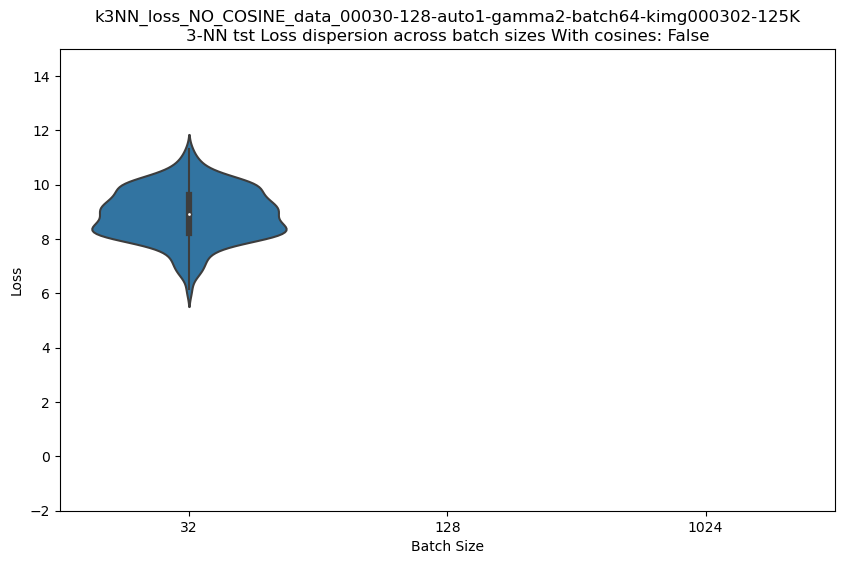 k3NN_loss_NO_COSINE_data_00030-128-auto1-gamma2-batch64-kimg000302-125K
3-NN tst Loss dispersion across batch sizes With cosines: False
14
12
10
8
6
4
2
0
−2
Loss
32 128 1024
Batch Size